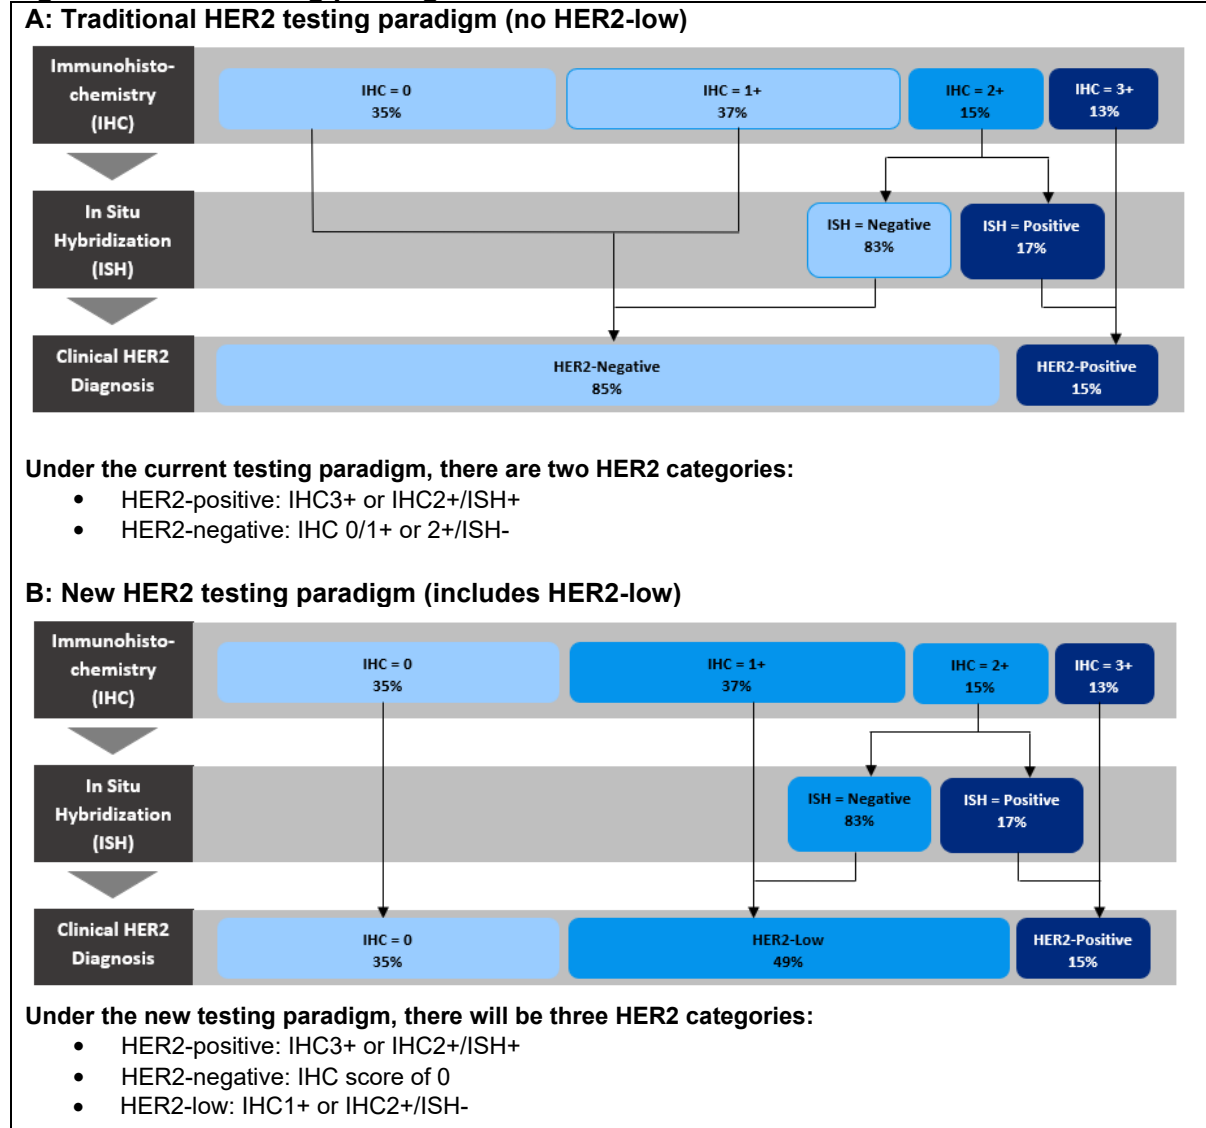 A: Traditional HER2 testing paradigm (no HER2-low)
Immunohisto-
chemistry
(IHC)
IHC = 0
35%
IHC = 1+
37%
IHC = 2+
15%
IHC = 3+
13%
In Situ
Hybridization
(ISH)
ISH = Negative
83%
ISH = Positive
17%
Clinical HER2
Diagnosis
HER2-Negative
85%
HER2-Positive
15%
Under the current testing paradigm, there are two HER2 categories:
• HER2-positive: IHC3+ or IHC2+/ISH+
• HER2-negative: IHC 0/1+ or 2+/ISH-
B: New HER2 testing paradigm (includes HER2-low)
Immunohisto-
chemistry
(IHC)
IHC = 0
35%
IHC = 1+
37%
IHC = 2+
15%
IHC = 3+
13%
In Situ
Hybridization
(ISH)
ISH = Negative
83%
ISH = Positive
17%
Clinical HER2
Diagnosis
IHC = 0
35%
HER2-Low
49%
HER2-Positive
15%
Under the new testing paradigm, there will be three HER2 categories:
• HER2-positive: IHC3+ or IHC2+/ISH+
• HER2-negative: IHC score of 0
• HER2-low: IHC1+ or IHC2+/ISH-